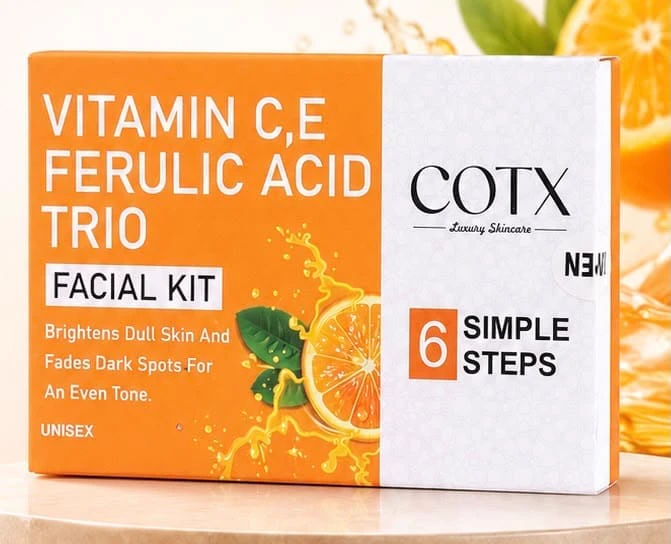 VITAMIN C,E
FERULIC ACID
TRIO
FACIAL KIT
Brightens Dull Skin And
Fades Dark Spots For
An Even Tone.
UNISEX
COTX
Luxury Skincare
6 SIMPLE
STEPS